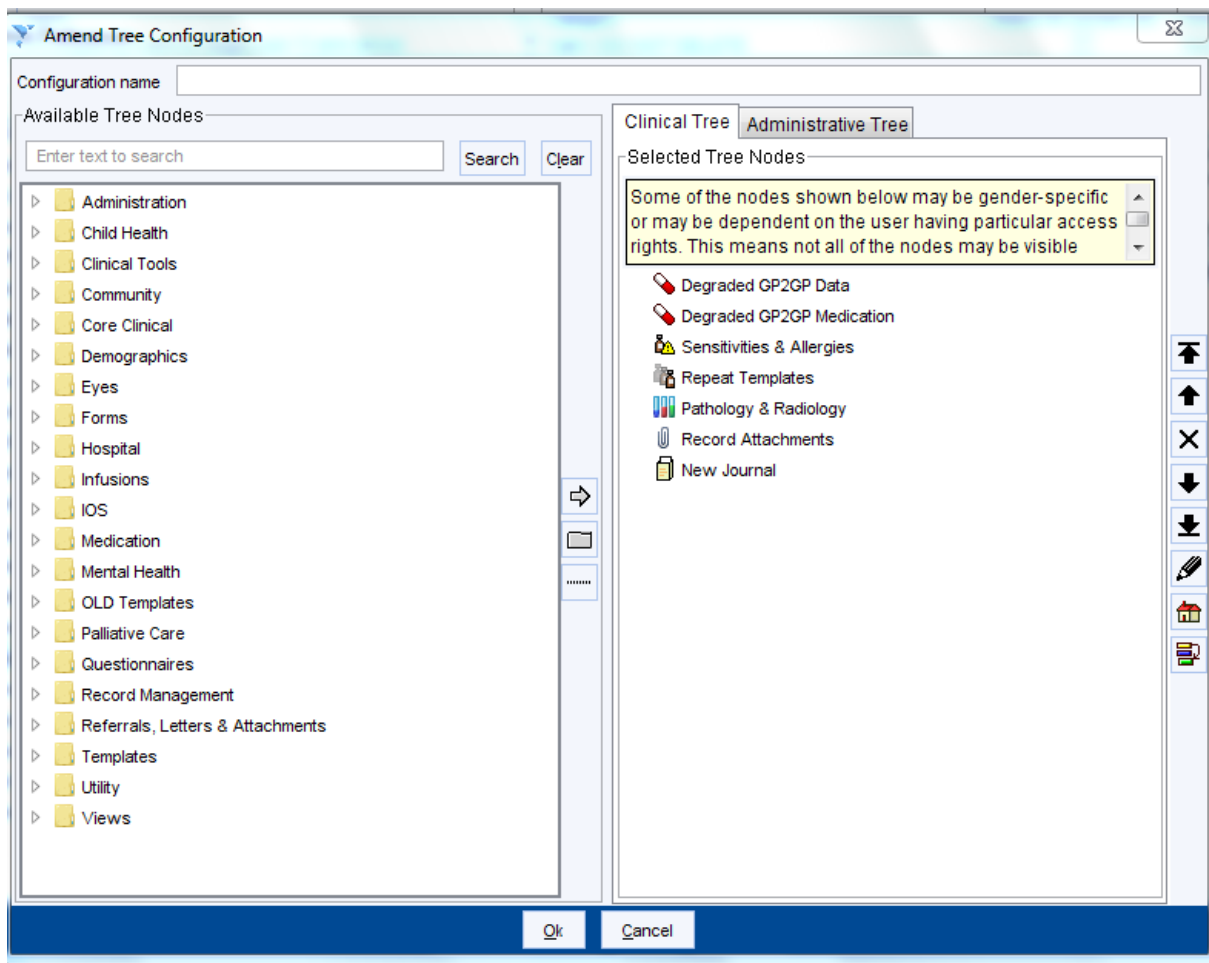 Amend Tree Configuration
Configuration name
Available Tree Nodes
Enter text to search
Search
Clear
Administration
Child Health
Clinical Tools
Community
Core Clinical
Demographics
Eyes
Forms
Hospital
Infusions
IOS
Medication
Mental Health
OLD Templates
Palliative Care
Questionnaires
Record Management
Referrals, Letters & Attachments
Templates
Utility
Views
Clinical Tree
Administrative Tree
Selected Tree Nodes
Some of the nodes shown below may be gender-specific
or may be dependent on the user having particular access
rights. This means not all of the nodes may be visible
Degraded GP2GP Data
Degraded GP2GP Medication
Sensitivities & Allergies
Repeat Templates
Pathology & Radiology
Record Attachments
New Journal
Ok
Cancel